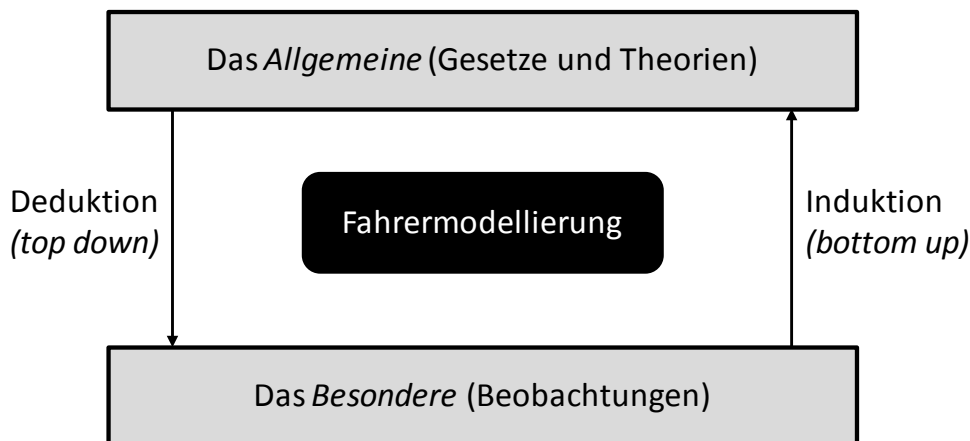 Das Allgemeine (Gesetze und Theorien)
Deduktion
(top down)
Fahrermodellierung
Induktion
(bottom up)
Das Besondere (Beobachtungen)